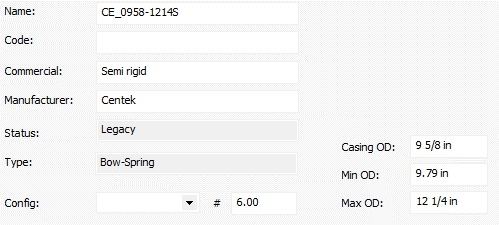 Name: CE_0958-1214S
Code:
Commercial: Semi rigid
Manufacturer: Centek
Status: Legacy
Type: Bow-Spring
Casing OD: 9 5/8 in
Min OD: 9.79 in
Config: # 6.00
Max OD: 12 1/4 in